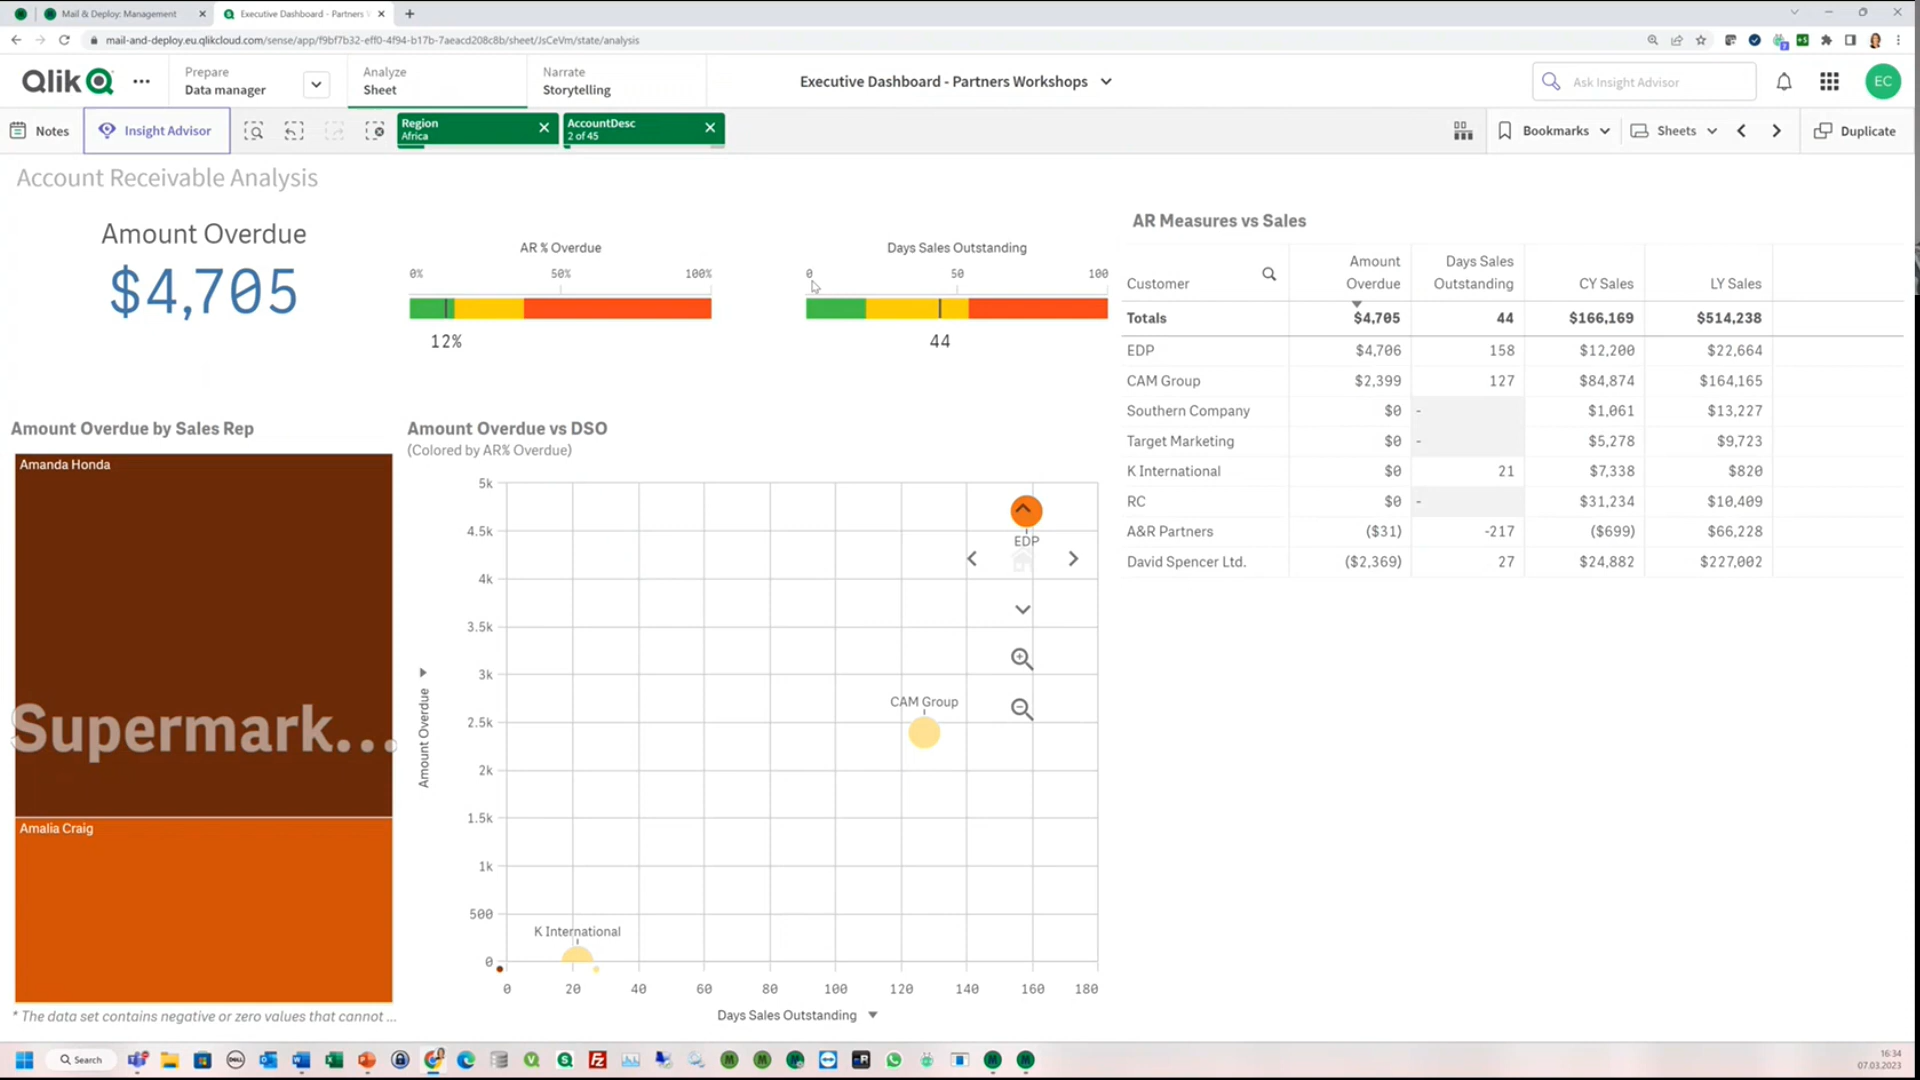 Mail & Deploy: Management
Executive Dashboard - Partners W
mail-and-deploy.eu.qlikcloud.com/sense/app/f9bf7b32-eff0-4f94-b17b-7aeacd208c8b/sheet/JsCeVm/state/analysis
Qlik
Prepare
Data manager
Analyze
Sheet
Narrate
Storytelling
Executive Dashboard - Partners Workshops
Ask Insight Advisor
EC
Notes
Insight Advisor
Region
Africa
AccountDesc
2 of 45
Bookmarks
Sheets
Duplicate
Account Receivable Analysis
Amount Overdue
$4,705
AR % Overdue
0% 50% 100%
12%
Days Sales Outstanding
0 50 100
44
AR Measures vs Sales
Customer Amount Overdue Days Sales Outstanding CY Sales LY Sales
Totals $4,705 44 $166,169 $514,238
EDP $4,706 158 $12,200 $22,664
CAM Group $2,399 127 $84,874 $164,165
Southern Company $0 - $1,061 $13,227
Target Marketing $0 - $5,278 $9,723
K International $0 21 $7,338 $820
RC $0 - $31,234 $10,409
A&R Partners ($31) -217 ($699) $66,228
David Spencer Ltd. ($2,369) 27 $24,882 $227,002
Amount Overdue by Sales Rep
Amanda Honda
Supermark...
Amalia Craig
* The data set contains negative or zero values that cannot ...
Amount Overdue vs DSO
(Colored by AR% Overdue)
5k
4.5k
4k
3.5k
3k
2.5k
2k
1.5k
1k
500
0
Amount Overdue
EDP
CAM Group
K International
0 20 40 60 80 100 120 140 160 180
Days Sales Outstanding
Search
16:34
07.03.2023